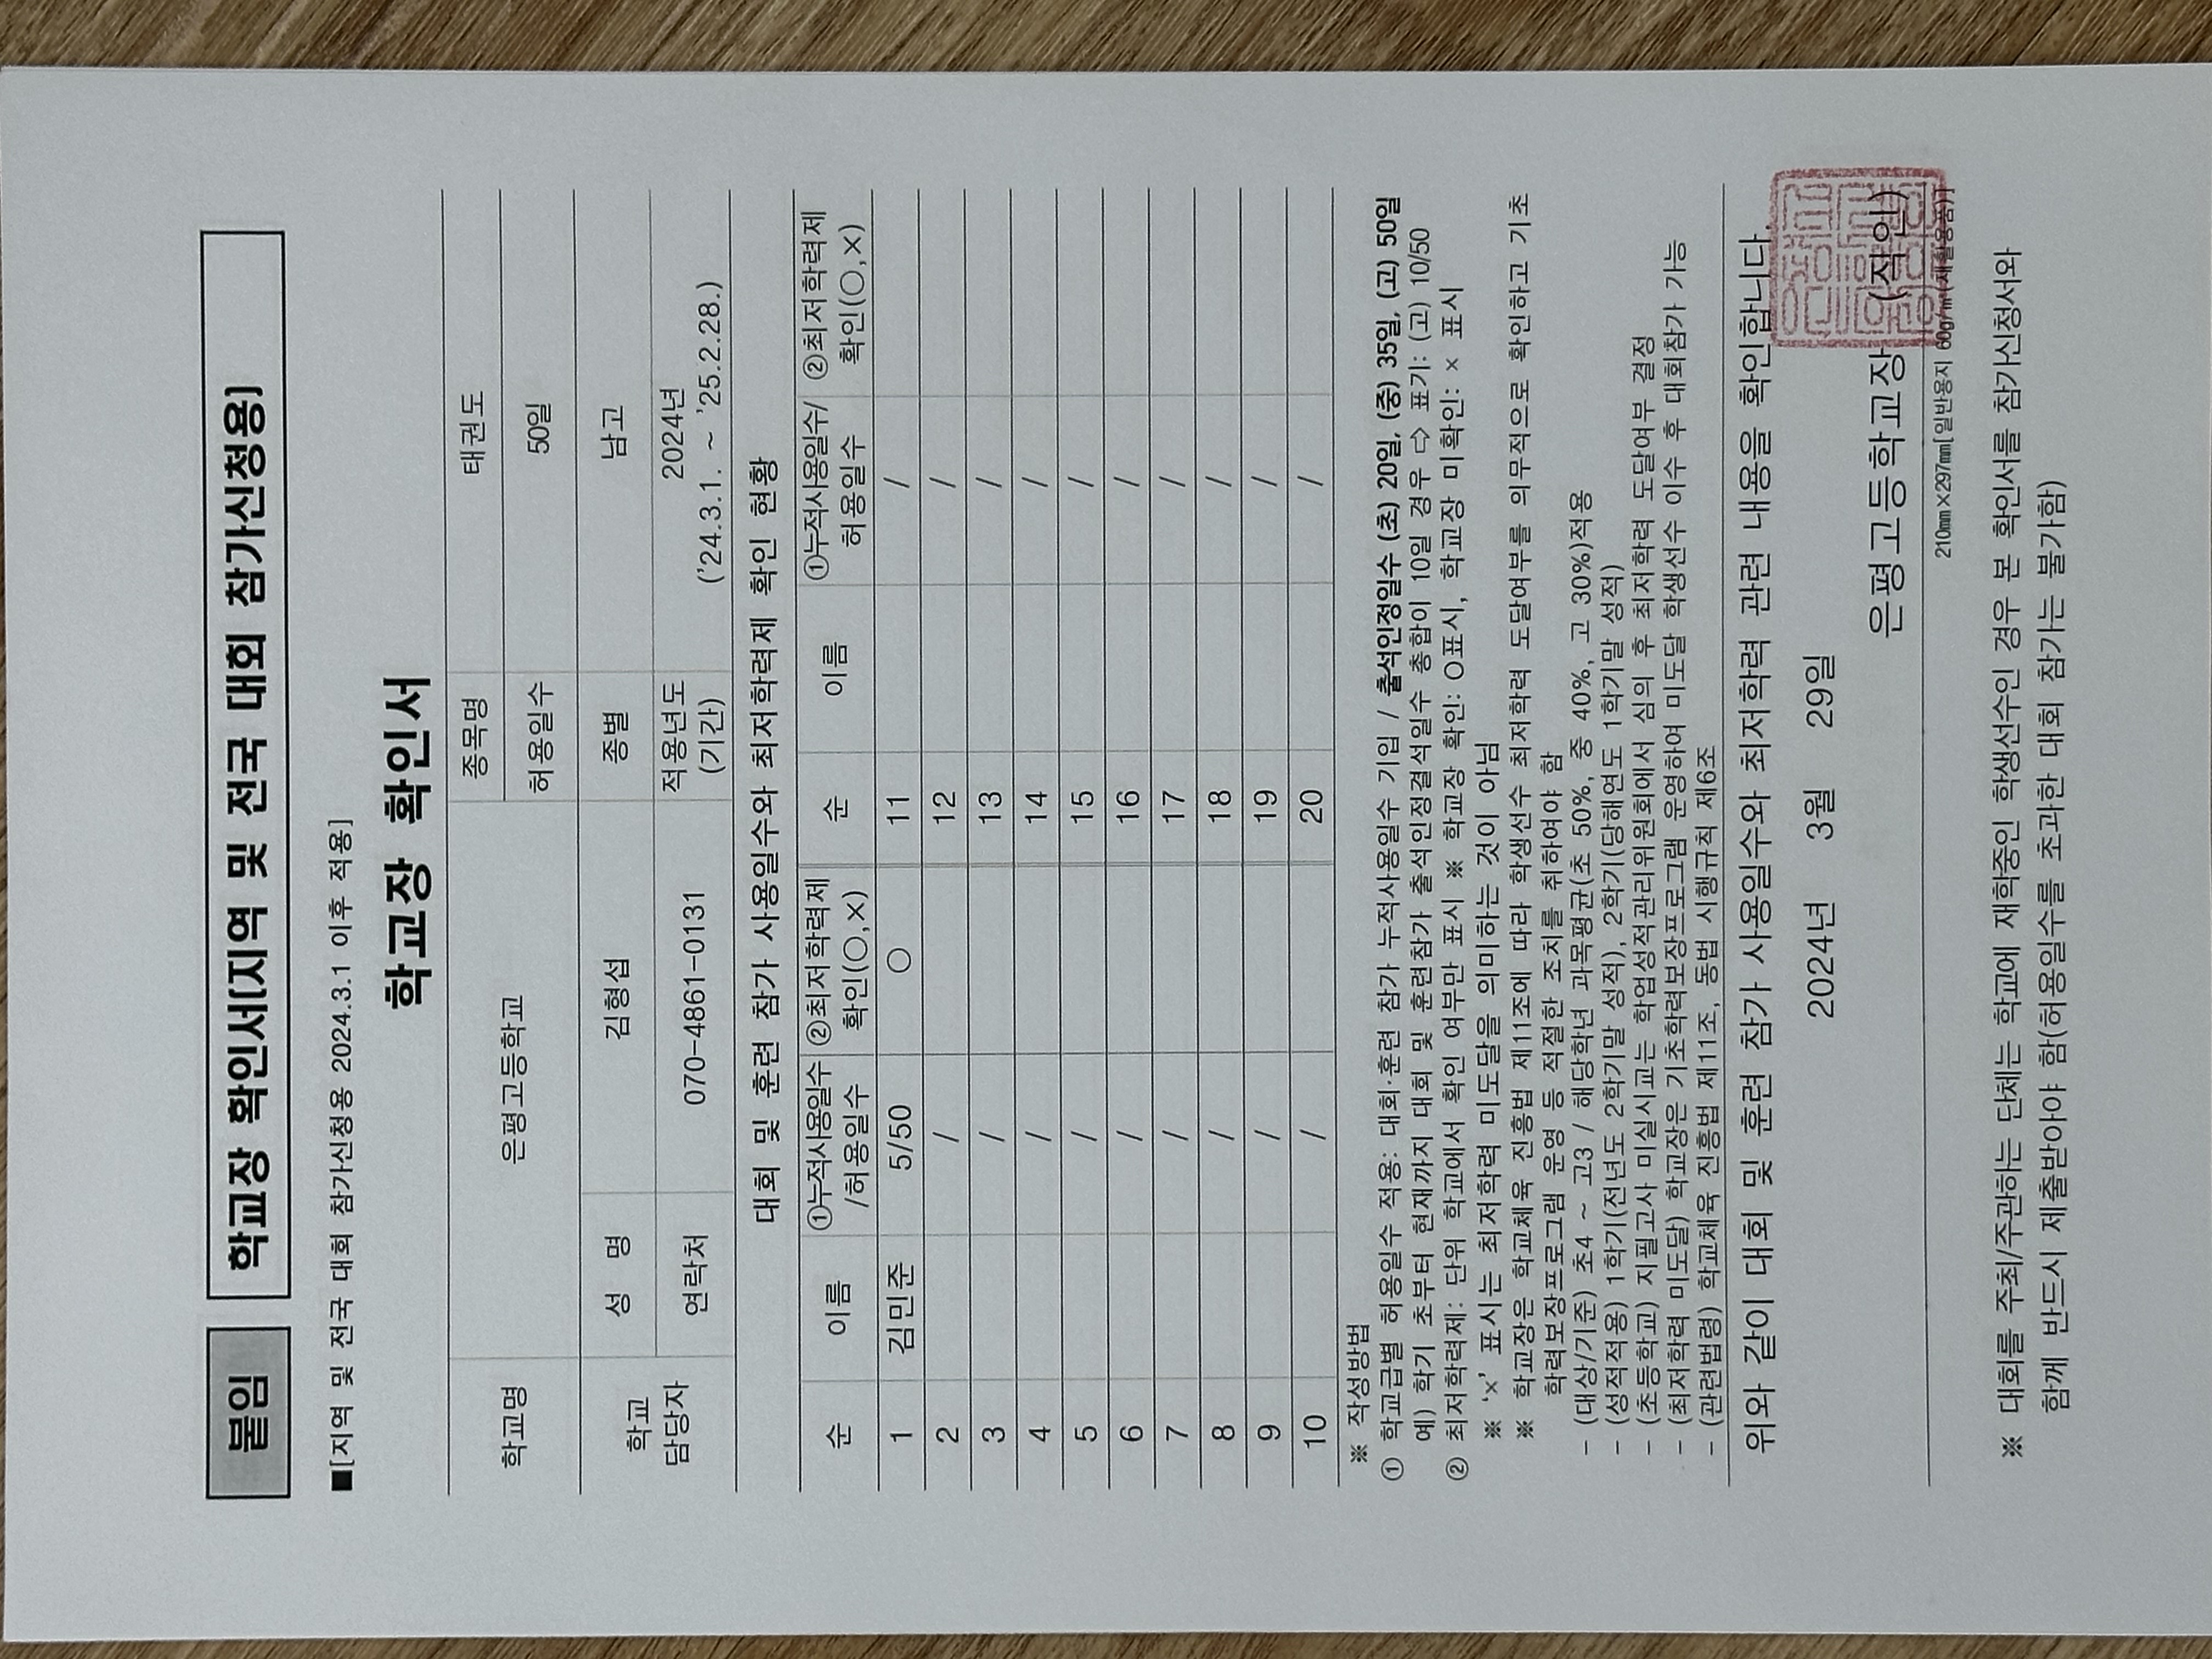 붙임 학교장 확인서(지역 및 전국 대회 참가신청용)
■[지역 및 전국 대회 참가신청용 2024.3.1 이후 적용]
학교장 확인서
학교명 은평고등학교 종목명 태권도
허용일수 50일
학교 담당자 성 명 김형섭 종별 남고
연락처 070-4861-0131 적용년도 (기간) 2024년 ('24.3.1. ~ '25.2.28.)
대회 및 훈련 참가 사용일수와 최저학력제 확인 현황
순 이름 ①누적사용일수 /허용일수 ②최저학력제 확인(○,×) 순 이름 ①누적사용일수/ 허용일수 ②최저학력제 확인(○,×)
1 김민준 5/50 ○ 11 /
2 / 12 /
3 / 13 /
4 / 14 /
5 / 15 /
6 / 16 /
7 / 17 /
8 / 18 /
9 / 19 /
10 / 20 /
※ 작성방법
① 학교급별 허용일수 적용: 대회·훈련 참가 누적사용일수 기입 / 출석인정일수 (초) 20일, (중) 35일, (고) 50일
예) 학기 초부터 현재까지 대회 및 훈련참가 출석인정결석일수 총합이 10일 경우 ⇨ 표기: (고) 10/50
② 최저학력제: 단위 학교에서 확인 여부만 표시 ※ 학교장 확인: O표시, 학교장 미확인: × 표시
※ ‘×’ 표시는 최저학력 미도달을 의미하는 것이 아님
※ 학교장은 학교체육 진흥법 제11조에 따라 학생선수 최저학력 도달여부를 의무적으로 확인하고 기초
학력보장프로그램 운영 등 적절한 조치를 취하여야 함
- (대상/기준) 초4 ~ 고3 / 해당학년 과목평균(초 50%, 중 40%, 고 30%)적용
- (성적적용) 1학기(전년도 2학기말 성적), 2학기(당해연도 1학기말 성적)
- (초등학교) 지필고사 미실시교는 학업성적관리위원회에서 심의 후 최저학력 도달여부 결정
- (최저학력 미도달) 학교장은 기초학력보장프로그램 운영하여 미도달 학생선수 이수 후 대회참가 가능
- (관련법령) 학교체육 진흥법 제11조, 동법 시행규칙 제6조
위와 같이 대회 및 훈련 참가 사용일수와 최저학력 관련 내용을 확인합니다.
2024년 3월 29일
은평고등학교장 (직인)
210㎜×297㎜[일반용지 60g/㎡(재활용품)]
※ 대회를 주최/주관하는 단체는 학교에 재학중인 학생선수인 경우 본 확인서를 참가신청서와
함께 반드시 제출받아야 함(허용일수를 초과한 대회 참가는 불가함)